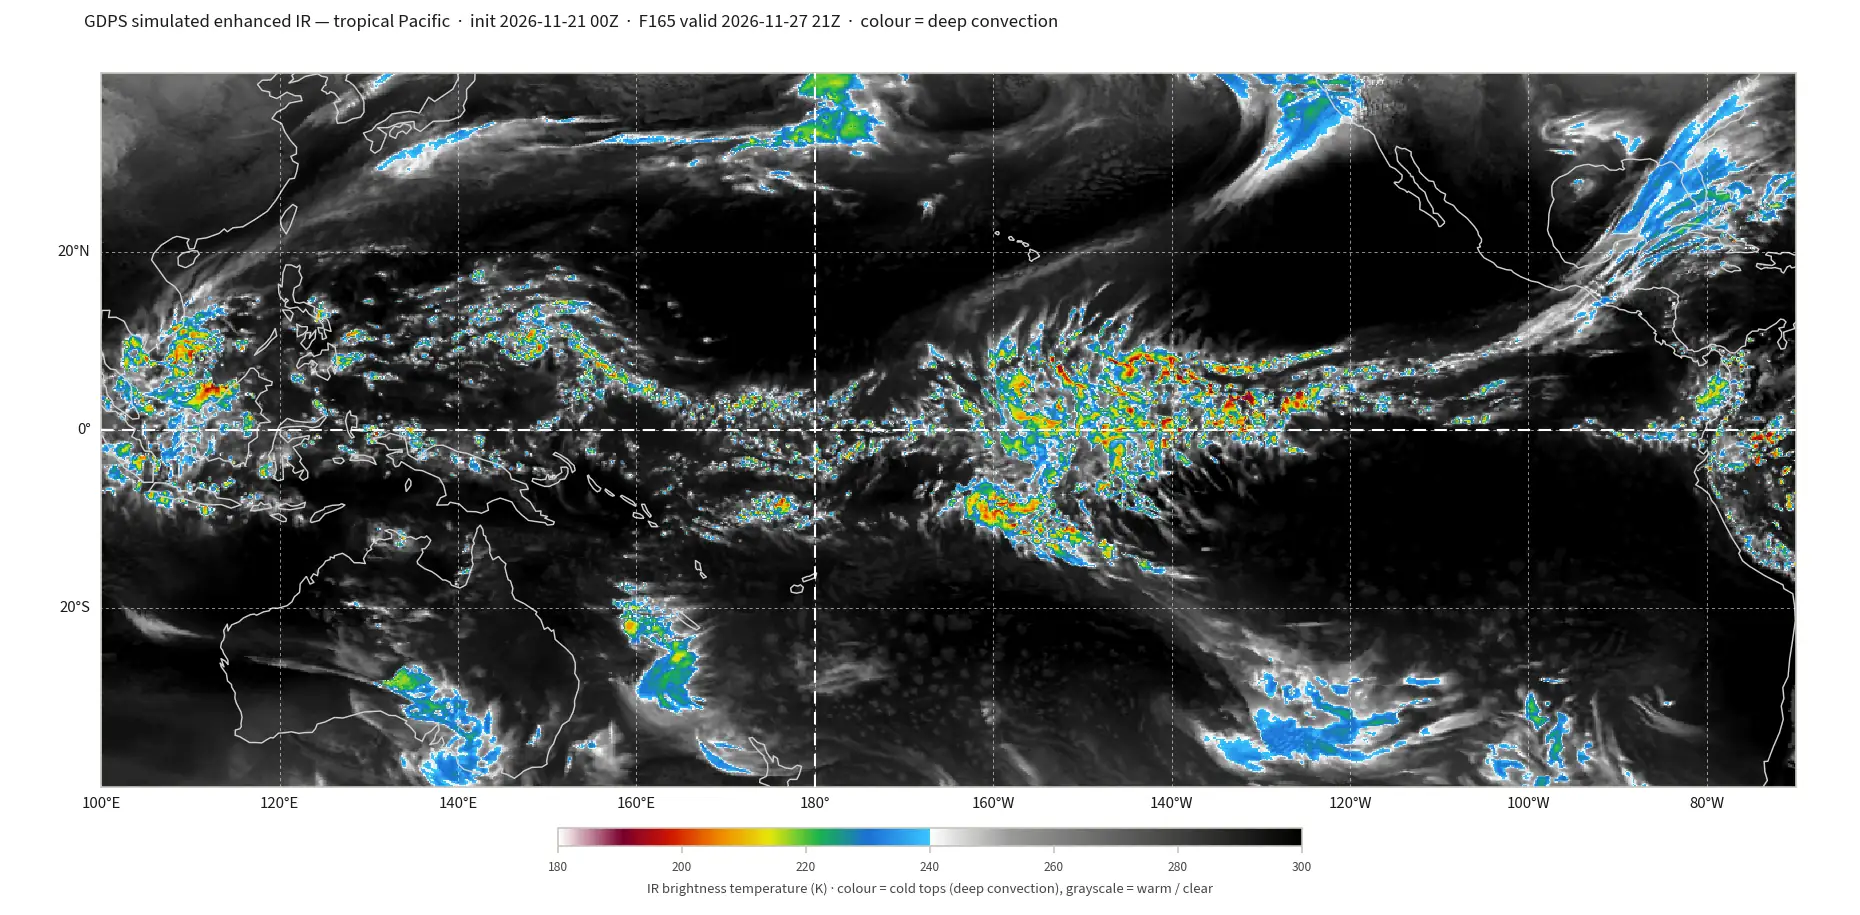 GDPS simulated enhanced IR — tropical Pacific · init 2026-11-21 00Z · F165 valid 2026-11-27 21Z · colour = deep convection
20°N
0°
20°S
100°E 120°E 140°E 160°E 180° 160°W 140°W 120°W 100°W 80°W
180 200 220 240 260 280 300
IR brightness temperature (K) · colour = cold tops (deep convection), grayscale = warm / clear